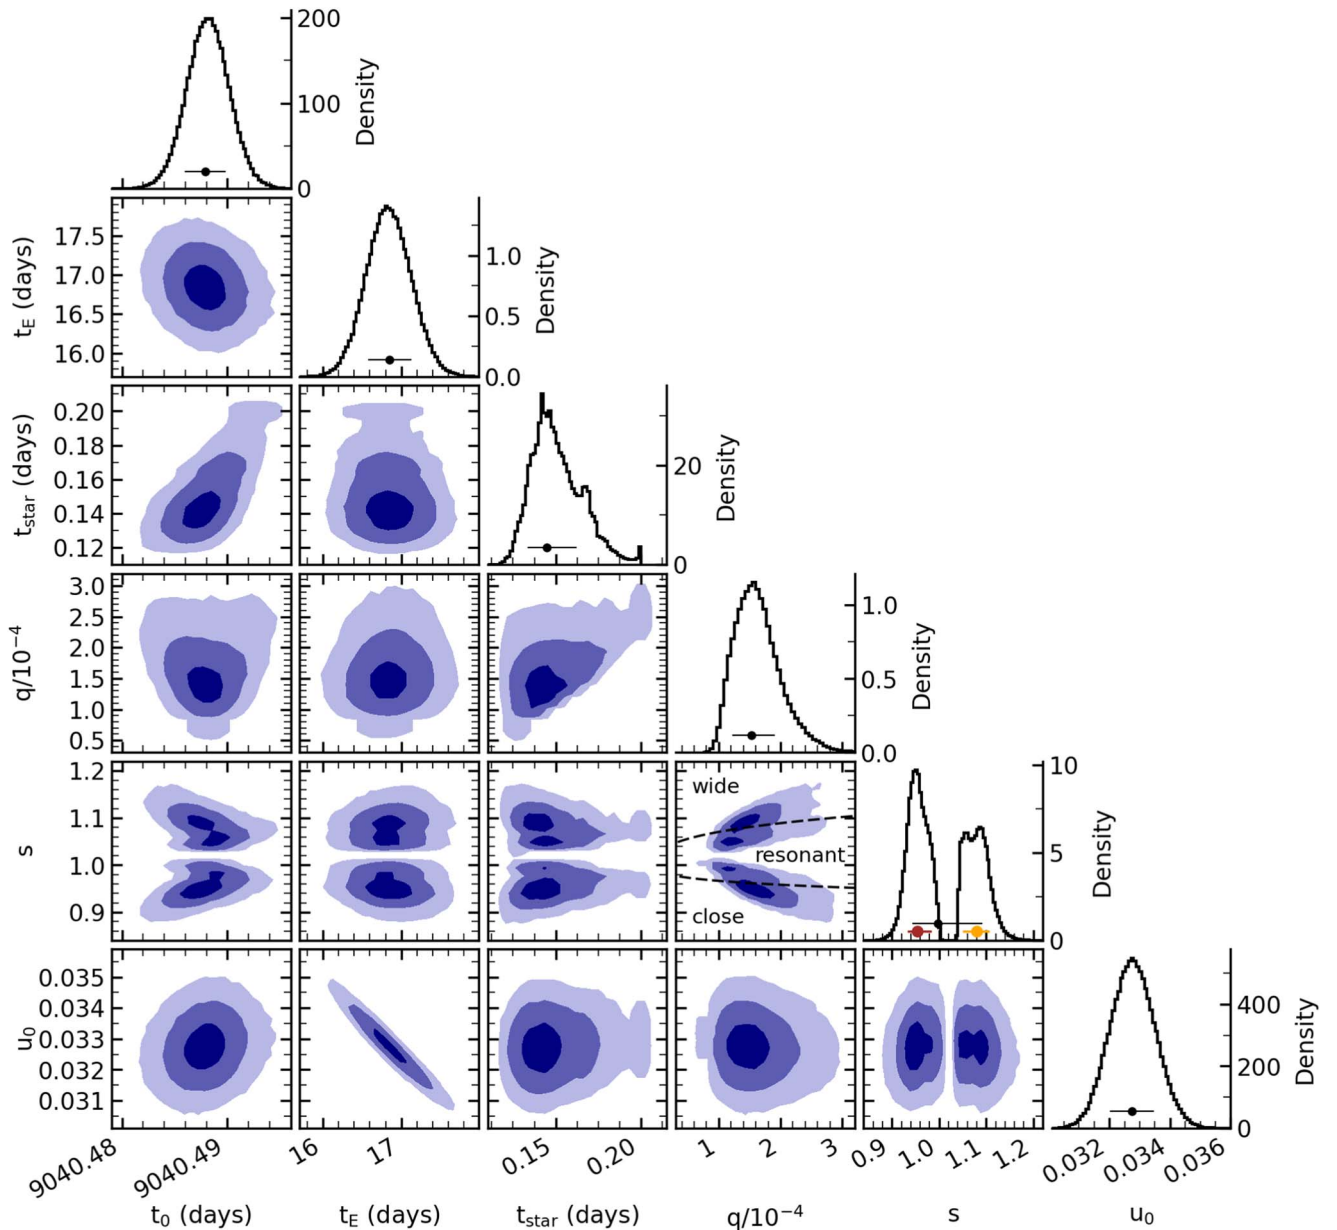 200
100
0
Density
17.5
17.0
16.5
16.0
t_E (days)
1.0
0.5
0.0
Density
0.20
0.18
0.16
0.14
0.12
t_star (days)
20
0
Density
3.0
2.5
2.0
1.5
1.0
0.5
q/10⁻⁴
1.0
0.5
0.0
Density
1.2
1.1
1.0
0.9
s
wide
resonant
close
10
5
0
Density
0.035
0.034
0.033
0.032
0.031
u₀
400
200
0
Density
9040.48 9040.49 16 17 0.15 0.20 1 2 3 0.9 1.0 1.1 1.2 0.032 0.034 0.036
t₀ (days) t_E (days) t_star (days) q/10⁻⁴ s u₀